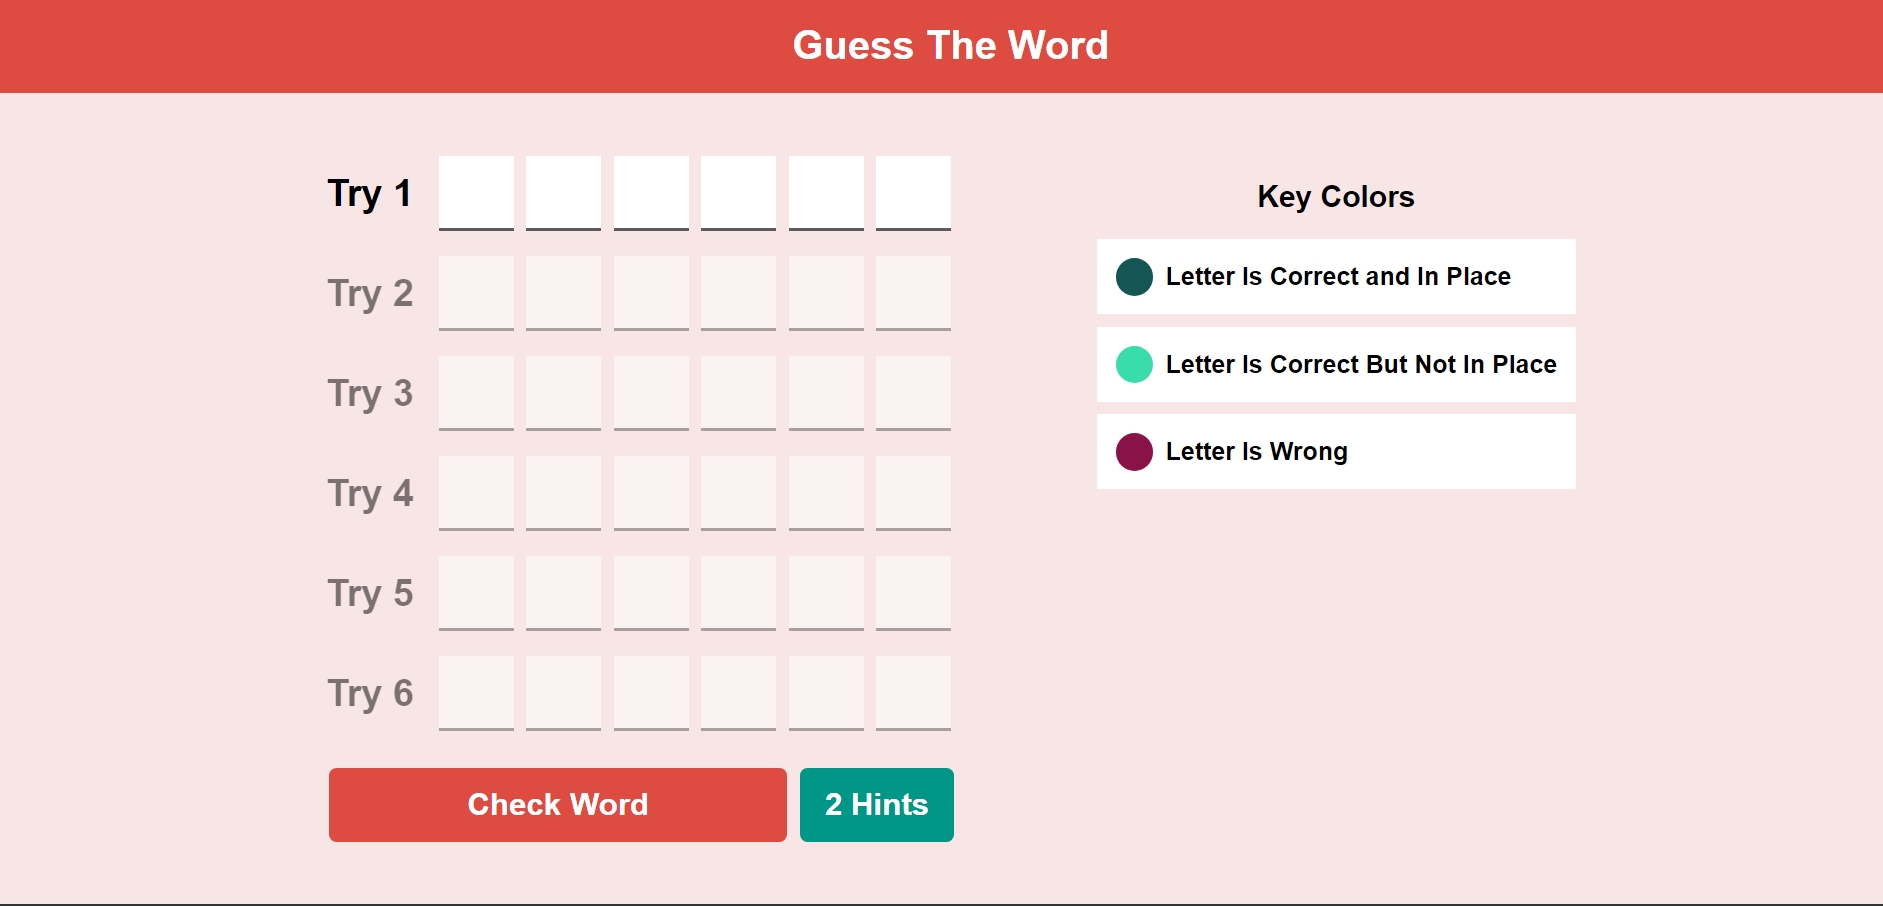 Guess The Word
Try 1
Try 2
Try 3
Try 4
Try 5
Try 6
Check Word
2 Hints
Key Colors
Letter Is Correct and In Place
Letter Is Correct But Not In Place
Letter Is Wrong